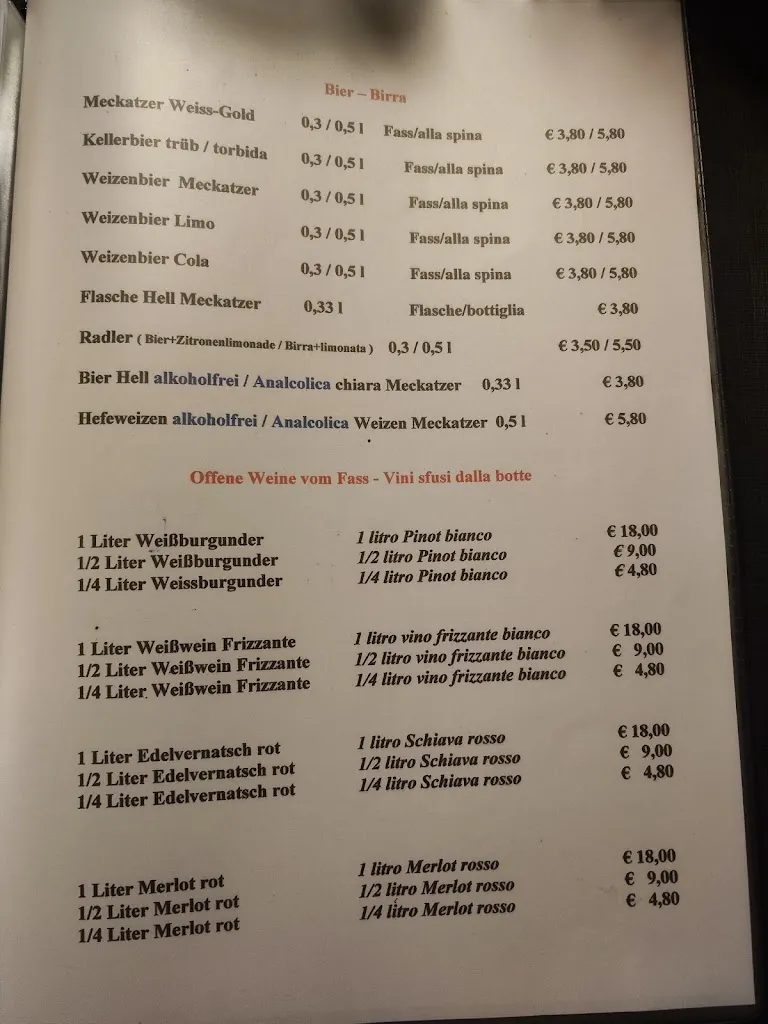 Bier – Birra
Meckatzer Weiss-Gold 0,3 / 0,5 l Fass/alla spina € 3,80 / 5,80
Kellerbier trüb / torbida 0,3 / 0,5 l Fass/alla spina € 3,80 / 5,80
Weizenbier Meckatzer 0,3 / 0,5 l Fass/alla spina € 3,80 / 5,80
Weizenbier Limo 0,3 / 0,5 l Fass/alla spina € 3,80 / 5,80
Weizenbier Cola 0,3 / 0,5 l Fass/alla spina € 3,80 / 5,80
Flasche Hell Meckatzer 0,33 l Flasche/bottiglia € 3,80
Radler ( Bier+Zitronenlimonade / Birra+limonata ) 0,3 / 0,5 l € 3,50 / 5,50
Bier Hell alkoholfrei / Analcolica chiara Meckatzer 0,33 l € 3,80
Hefeweizen alkoholfrei / Analcolica Weizen Meckatzer 0,5 l € 5,80
Offene Weine vom Fass - Vini sfusi dalla botte
1 Liter Weißburgunder 1 litro Pinot bianco € 18,00
1/2 Liter Weißburgunder 1/2 litro Pinot bianco € 9,00
1/4 Liter Weissburgunder 1/4 litro Pinot bianco € 4,80
1 Liter Weißwein Frizzante 1 litro vino frizzante bianco € 18,00
1/2 Liter Weißwein Frizzante 1/2 litro vino frizzante bianco € 9,00
1/4 Liter Weißwein Frizzante 1/4 litro vino frizzante bianco € 4,80
1 Liter Edelvernatsch rot 1 litro Schiava rosso € 18,00
1/2 Liter Edelvernatsch rot 1/2 litro Schiava rosso € 9,00
1/4 Liter Edelvernatsch rot 1/4 litro Schiava rosso € 4,80
1 Liter Merlot rot 1 litro Merlot rosso € 18,00
1/2 Liter Merlot rot 1/2 litro Merlot rosso € 9,00
1/4 Liter Merlot rot 1/4 litro Merlot rosso € 4,80